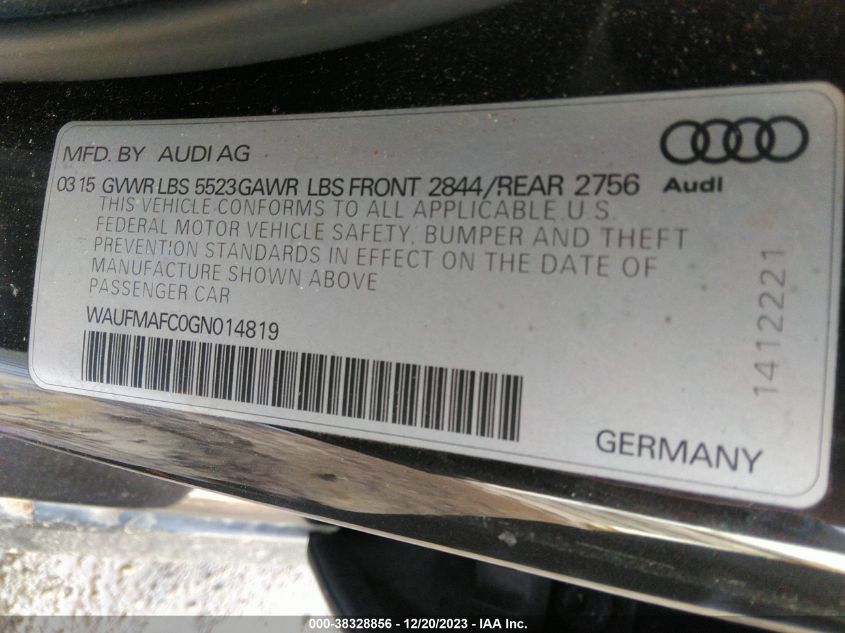 MFD. BY AUDI AG
03 15 GVWR LBS 5523 GAWR LBS FRONT 2844/REAR 2756
Audi
THIS VEHICLE CONFORMS TO ALL APPLICABLE U.S.
FEDERAL MOTOR VEHICLE SAFETY, BUMPER AND THEFT
PREVENTION STANDARDS IN EFFECT ON THE DATE OF
MANUFACTURE SHOWN ABOVE
PASSENGER CAR
WAUFMAFC0GN014819
1412221
GERMANY
000-38328856 - 12/20/2023 - IAA Inc.